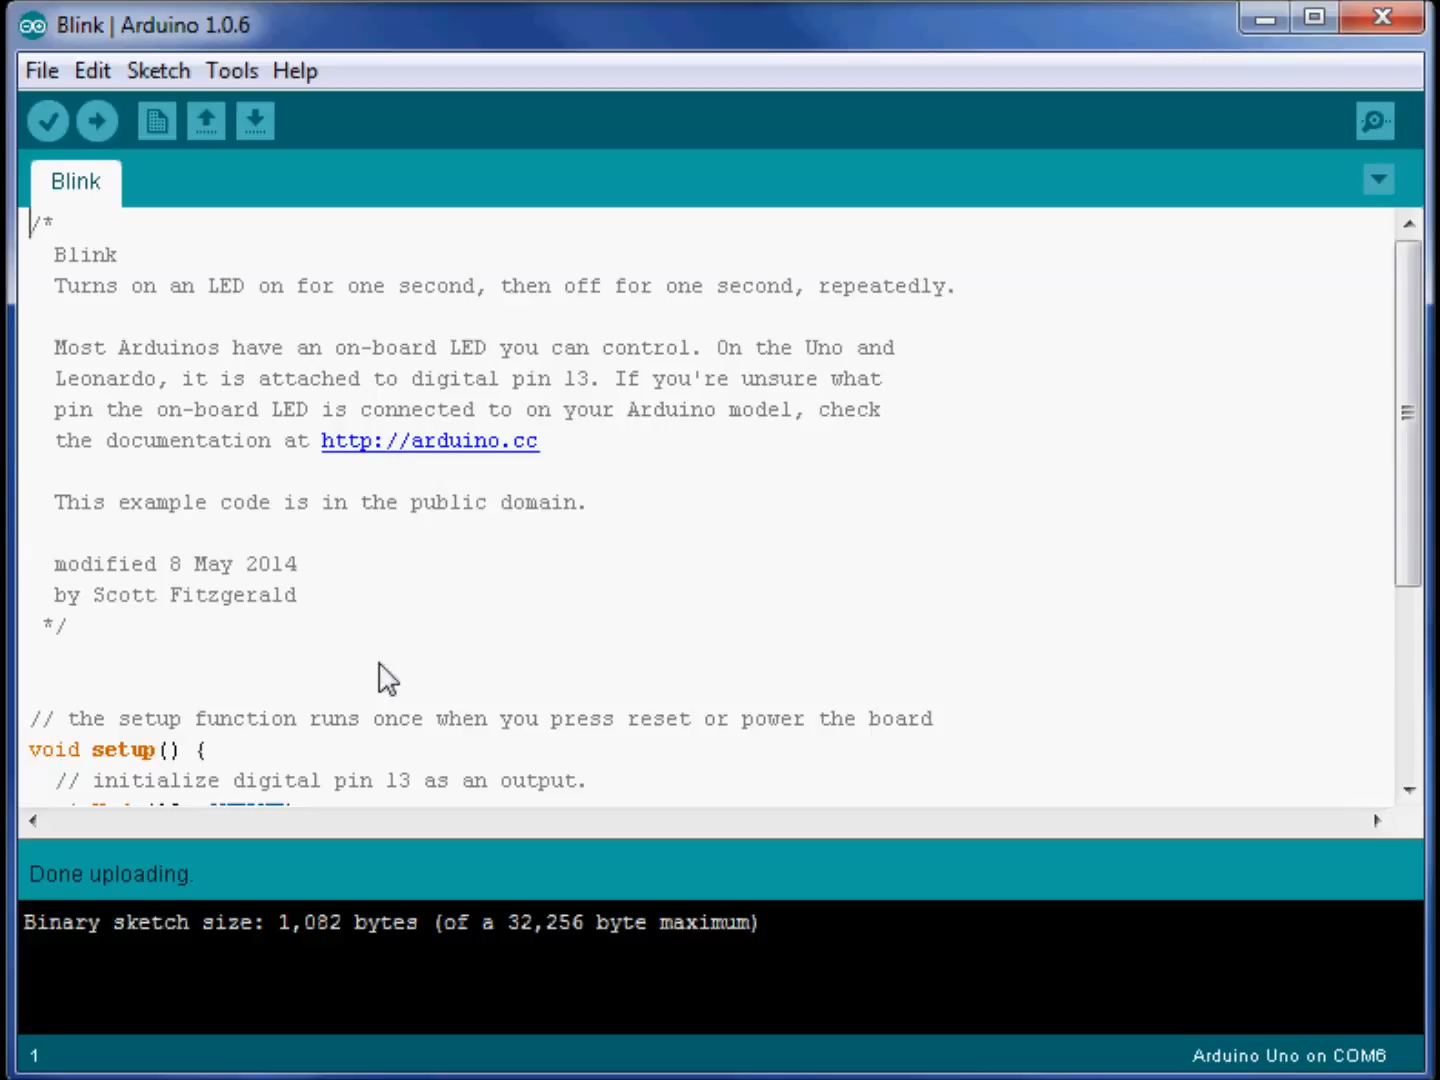 Blink | Arduino 1.0.6
File Edit Sketch Tools Help
Blink
/*
Blink
Turns on an LED on for one second, then off for one second, repeatedly.
Most Arduinos have an on-board LED you can control. On the Uno and
Leonardo, it is attached to digital pin 13. If you're unsure what
pin the on-board LED is connected to on your Arduino model, check
the documentation at http://arduino.cc
This example code is in the public domain.
modified 8 May 2014
by Scott Fitzgerald
*/
// the setup function runs once when you press reset or power the board
void setup() {
// initialize digital pin 13 as an output.
Done uploading.
Binary sketch size: 1,082 bytes (of a 32,256 byte maximum)
1
Arduino Uno on COM6